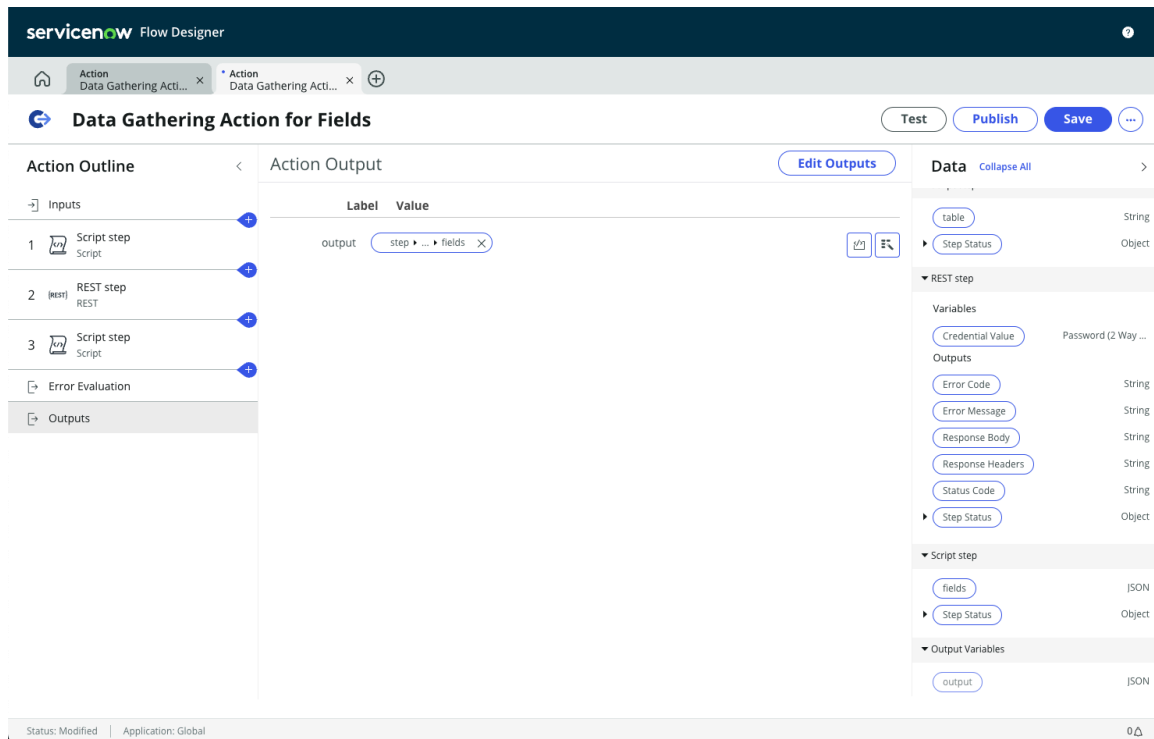 servicenow Flow Designer
?
Action
Data Gathering Acti... ×
* Action
Data Gathering Acti... ×
Data Gathering Action for Fields
Test
Publish
Save
...
Action Outline
Inputs
1 Script step
Script
2 [REST] REST step
REST
3 Script step
Script
Error Evaluation
Outputs
Action Output
Edit Outputs
Label Value
output step ▸ ... ▸ fields ×
Data Collapse All
table String
Step Status Object
REST step
Variables
Credential Value Password (2 Way ...
Outputs
Error Code String
Error Message String
Response Body String
Response Headers String
Status Code String
Step Status Object
Script step
fields JSON
Step Status Object
Output Variables
output JSON
Status: Modified | Application: Global
0